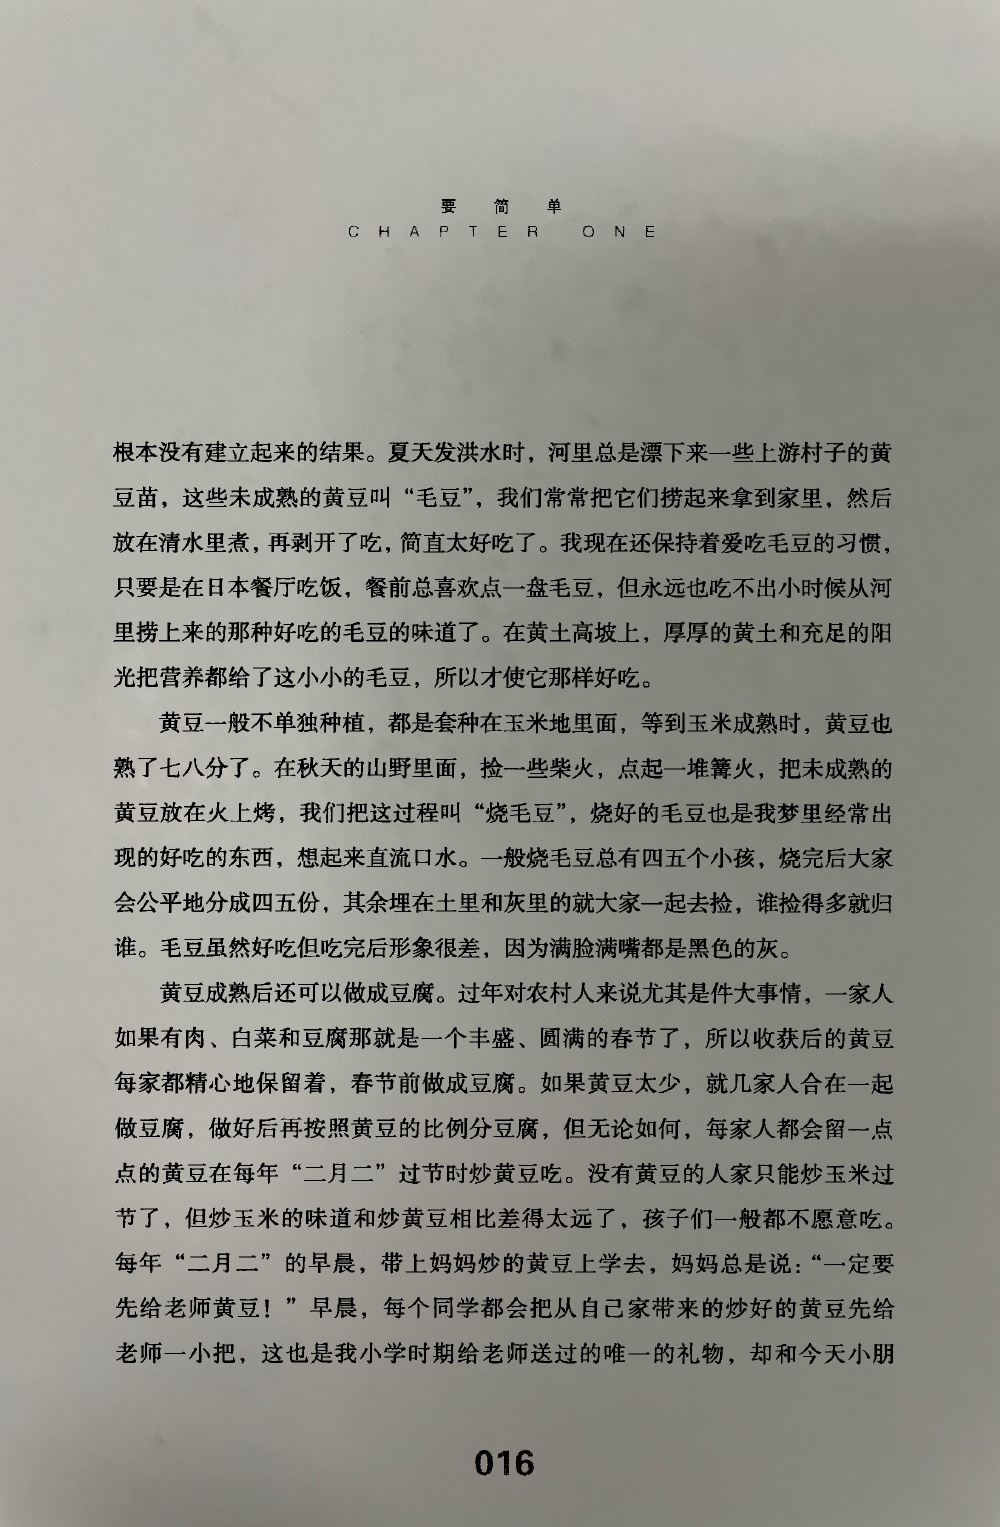 要简单
CHAPTER ONE
根本没有建立起来的结果。夏天发洪水时，河里总是漂下来一些上游村子的黄
豆苗，这些未成熟的黄豆叫“毛豆”，我们常常把它们捞起来拿到家里，然后
放在清水里煮，再剥开了吃，简直太好吃了。我现在还保持着爱吃毛豆的习惯，
只要是在日本餐厅吃饭，餐前总喜欢点一盘毛豆，但永远也吃不出小时候从河
里捞上来的那种好吃的毛豆的味道了。在黄土高坡上，厚厚的黄土和充足的阳
光把营养都给了这小小的毛豆，所以才使它那样好吃。
黄豆一般不单独种植，都是套种在玉米地里面，等到玉米成熟时，黄豆也
熟了七八分了。在秋天的山野里面，捡一些柴火，点起一堆篝火，把未成熟的
黄豆放在火上烤，我们把这过程叫“烧毛豆”，烧好的毛豆也是我梦里经常出
现的好吃的东西，想起来直流口水。一般烧毛豆总有四五个小孩，烧完后大家
会公平地分成四五份，其余埋在土里和灰里的就大家一起去捡，谁捡得多就归
谁。毛豆虽然好吃但吃完后形象很差，因为满脸满嘴都是黑色的灰。
黄豆成熟后还可以做成豆腐。过年对农村人来说尤其是件大事情，一家人
如果有肉、白菜和豆腐那就是一个丰盛、圆满的春节了，所以收获后的黄豆
每家都精心地保留着，春节前做成豆腐。如果黄豆太少，就几家人合在一起
做豆腐，做好后再按照黄豆的比例分豆腐，但无论如何，每家人都会留一点
点的黄豆在每年“二月二”过节时炒黄豆吃。没有黄豆的人家只能炒玉米过
节了，但炒玉米的味道和炒黄豆相比差得太远了，孩子们一般都不愿意吃。
每年“二月二”的早晨，带上妈妈炒的黄豆上学去，妈妈总是说：“一定要
先给老师黄豆！”早晨，每个同学都会把从自己家带来的炒好的黄豆先给
老师一小把，这也是我小学时期给老师送过的唯一的礼物，却和今天小朋
016